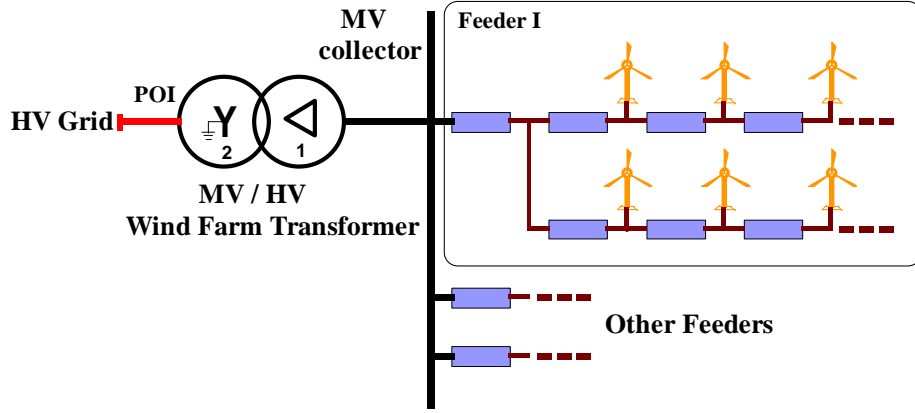 MV
collector
Feeder I
POI
HV Grid
2
1
MV / HV
Wind Farm Transformer
Other Feeders